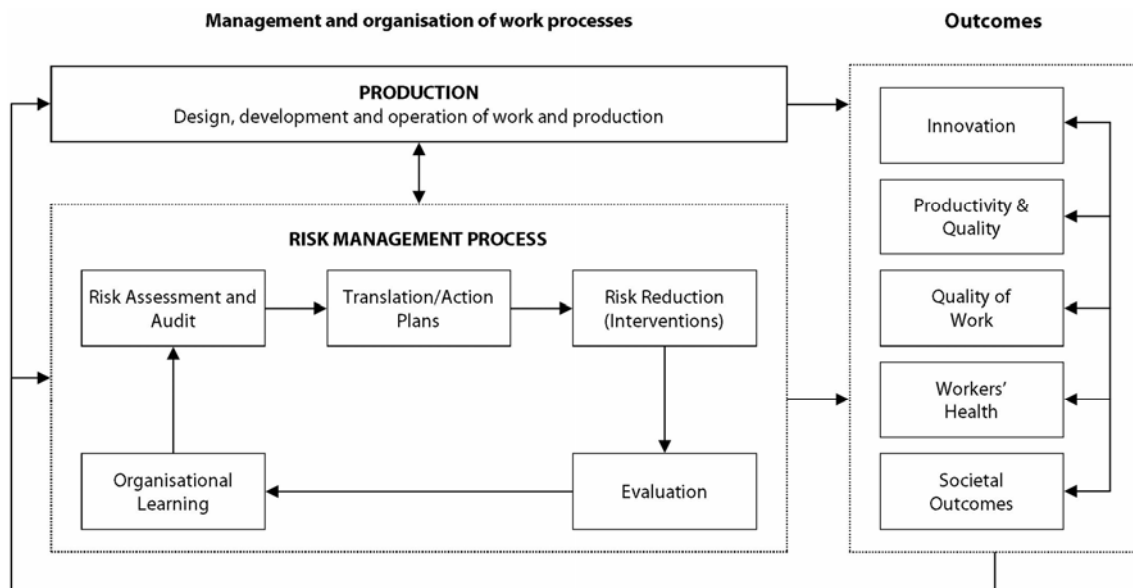 Management and organisation of work processes
Outcomes
PRODUCTION
Design, development and operation of work and production
RISK MANAGEMENT PROCESS
Risk Assessment and
Audit
Translation/Action
Plans
Risk Reduction
(Interventions)
Organisational
Learning
Evaluation
Innovation
Productivity &
Quality
Quality of
Work
Workers’
Health
Societal
Outcomes